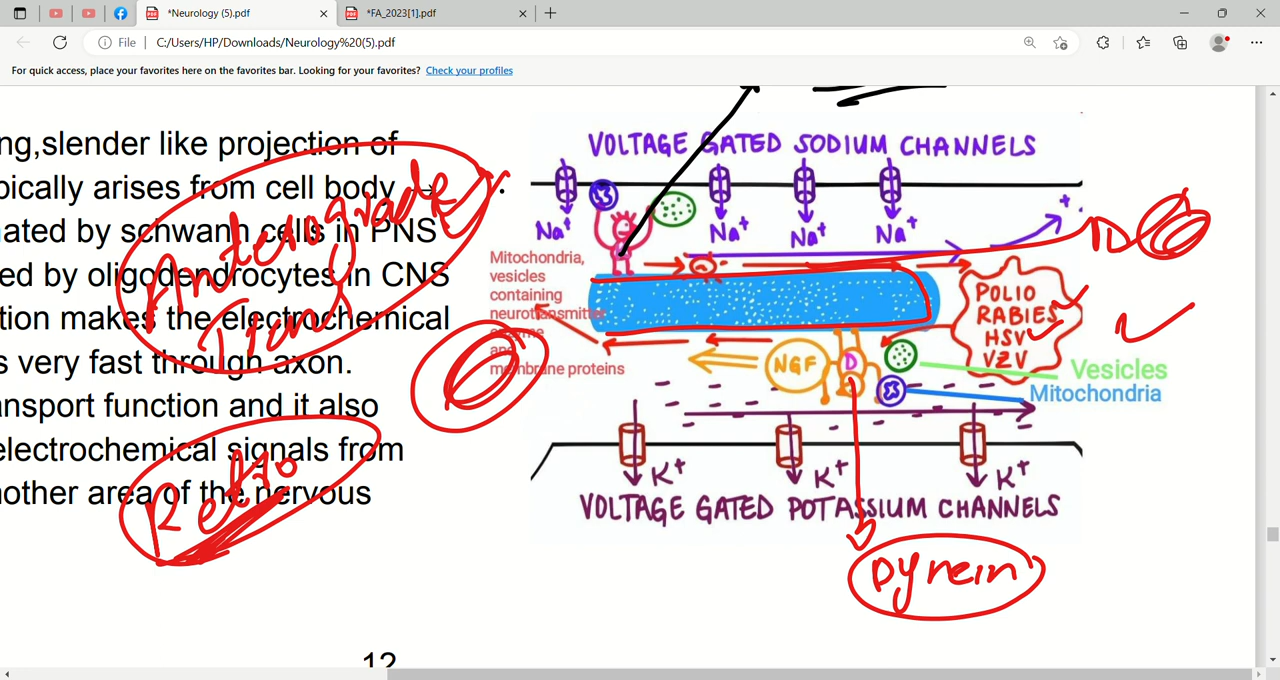 *Neurology (5).pdf
*FA_2023[1].pdf
File
C:/Users/HP/Downloads/Neurology%20(5).pdf
For quick access, place your favorites here on the favorites bar. Looking for your favorites? Check your profiles
ng,slender like projection of
pically arises from cell body
nated by schwann cells in PNS
ed by oligodendrocytes in CNS
tion makes the electrochemical
s very fast through axon.
ansport function and it also
electrochemical signals from
nother area of the nervous
12
Anterograde
Retro
VOLTAGE GATED SODIUM CHANNELS
Na+
Na+
Na+
Na+
+
Mitochondria,
vesicles
containing
neurotransmitter
enzyme
and
membrane proteins
POLIO
RABIES
HSV
VZV
NGF
D
Vesicles
Mitochondria
K+
K+
K+
VOLTAGE GATED POTASSIUM CHANNELS
Dynein